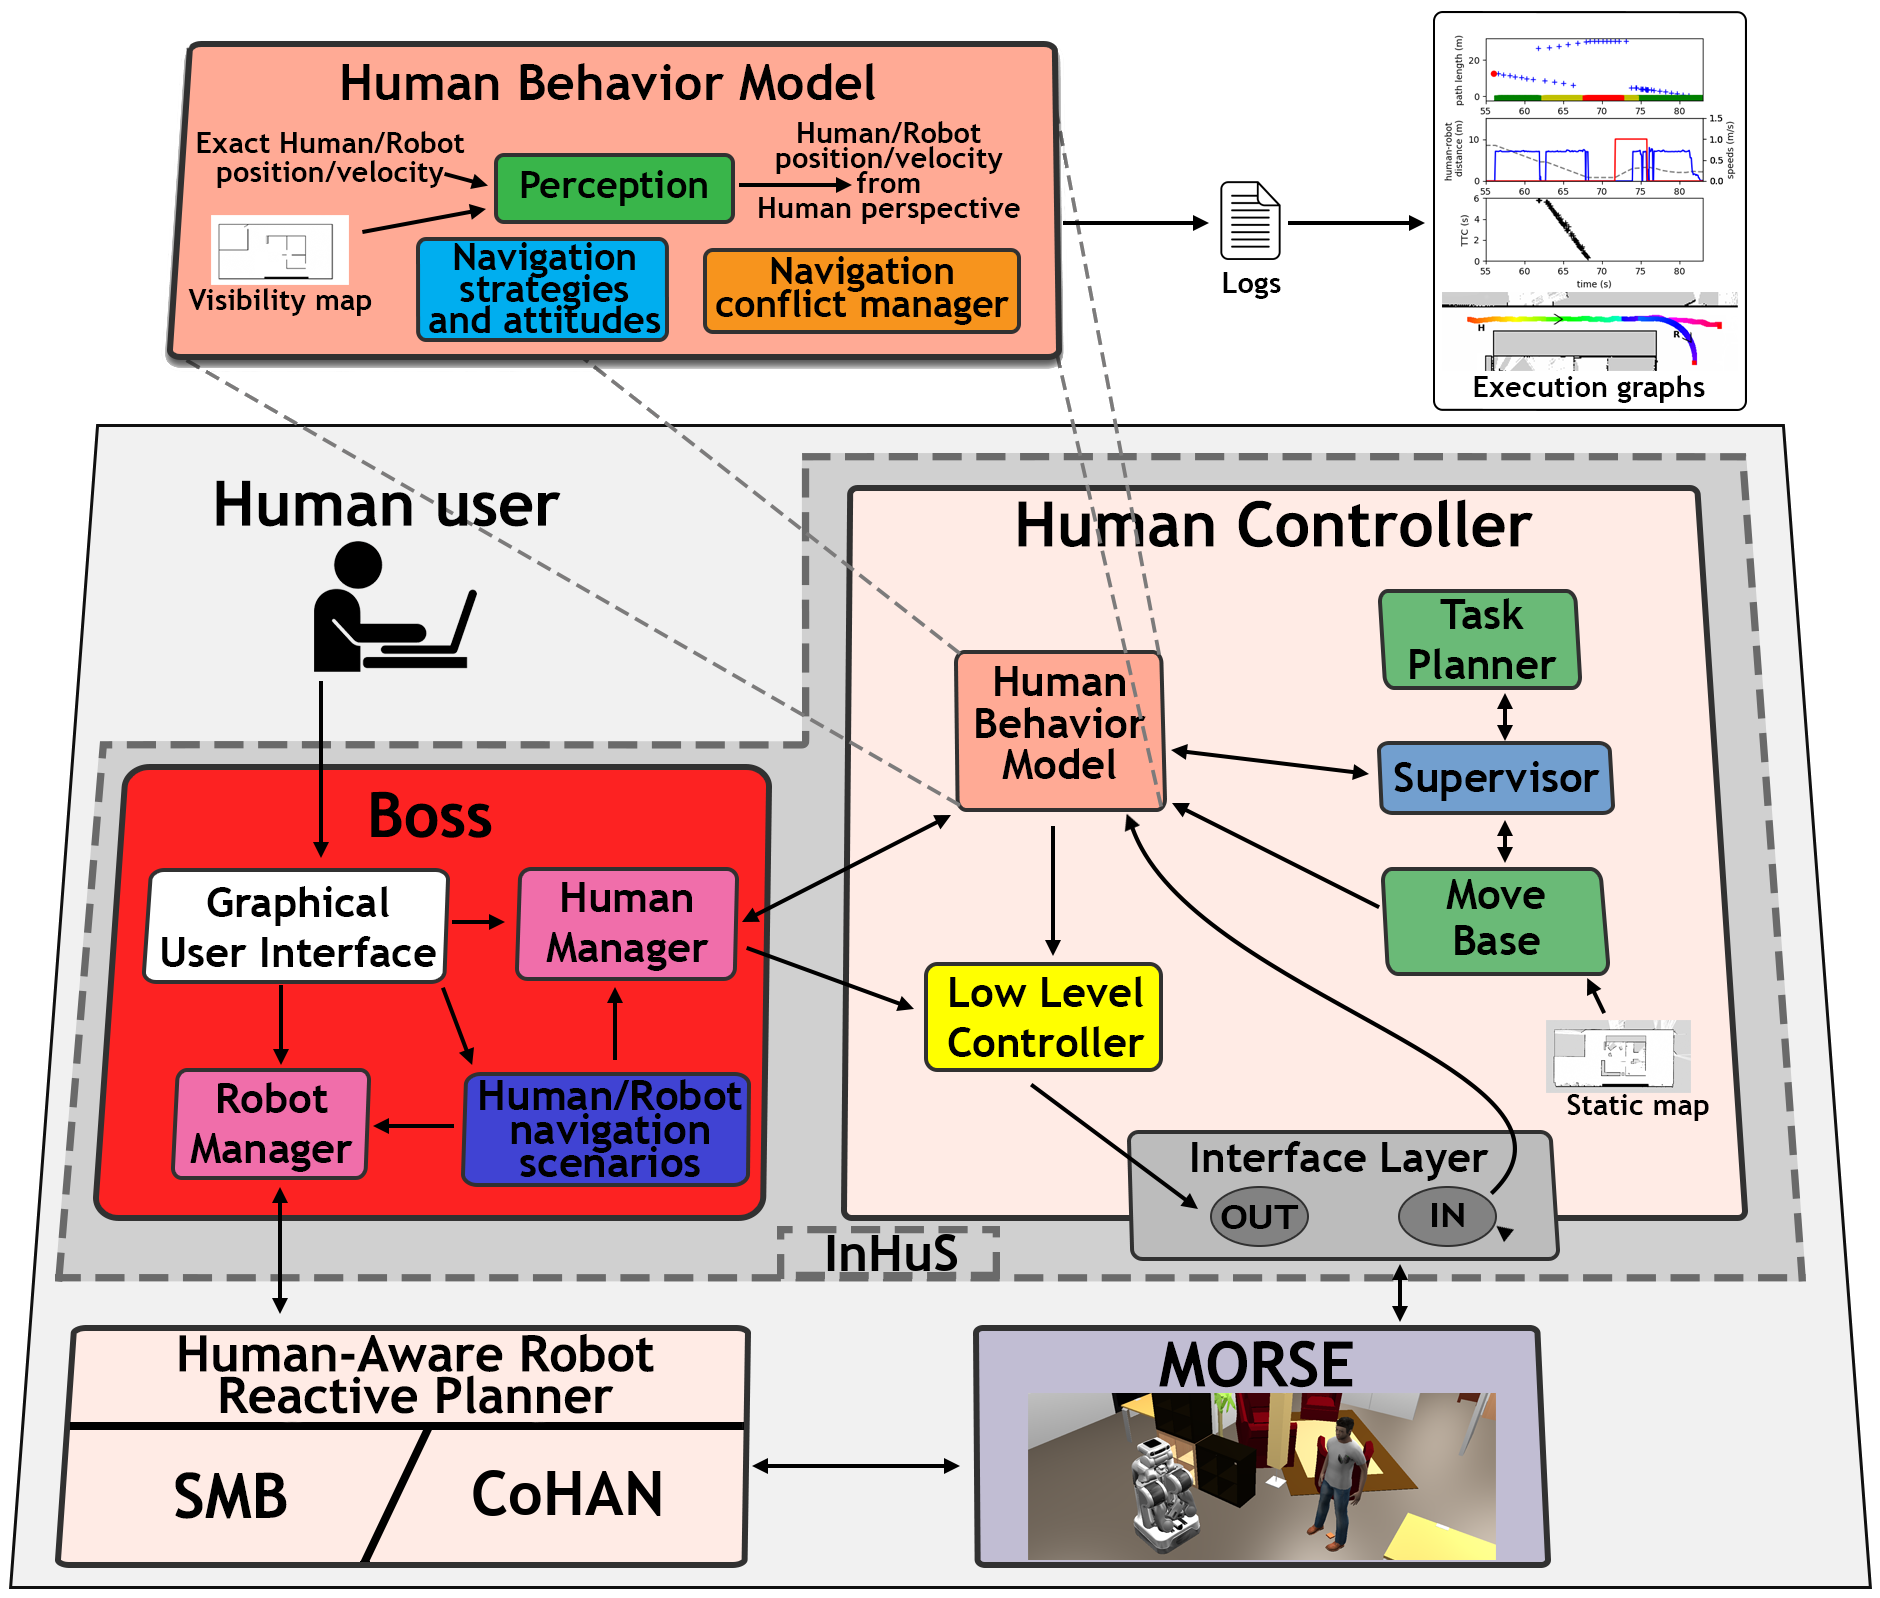 Human Behavior Model
Exact Human/Robot
position/velocity
Perception
Human/Robot
position/velocity
from
Human perspective
Visibility map
Navigation
strategies
and attitudes
Navigation
conflict manager
Logs
path length (m)
20
0
55 60 65 70 75 80
human-robot
distance (m)
10
0
1.5
1.0
0.5
0.0
speeds (m/s)
55 60 65 70 75 80
TTC (s)
6
4
2
0
55 60 65 70 75 80
time (s)
H
R
Execution graphs
Human user
Human Controller
Task
Planner
Human
Behavior
Model
Supervisor
Boss
Graphical
User Interface
Human
Manager
Move
Base
Low Level
Controller
Static map
Robot
Manager
Human/Robot
navigation
scenarios
Interface Layer
OUT
IN
InHuS
Human-Aware Robot
Reactive Planner
SMB
CoHAN
MORSE